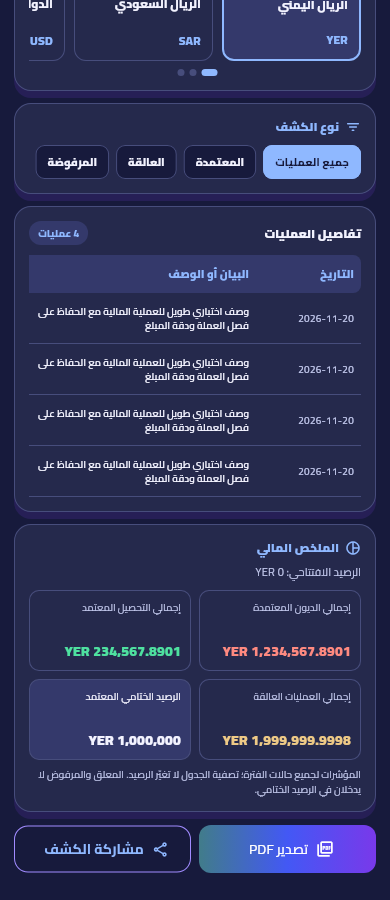 الريال اليمني
الريال السعودي
YER
SAR
USD
نوع الكشف
جميع العمليات
المعتمدة
العالقة
المرفوضة
تفاصيل العمليات
4 عمليات
التاريخ
البيان أو الوصف
2026-11-20
وصف اختباري طويل للعملية المالية مع الحفاظ على
فصل العملة ودقة المبلغ
2026-11-20
وصف اختباري طويل للعملية المالية مع الحفاظ على
فصل العملة ودقة المبلغ
2026-11-20
وصف اختباري طويل للعملية المالية مع الحفاظ على
فصل العملة ودقة المبلغ
2026-11-20
وصف اختباري طويل للعملية المالية مع الحفاظ على
فصل العملة ودقة المبلغ
الملخص المالي
الرصيد الافتتاحي: 0 YER
إجمالي الديون المعتمدة
YER 1,234,567.8901
إجمالي التحصيل المعتمد
YER 234,567.8901
إجمالي العمليات العالقة
YER 1,999,999.9998
الرصيد الختامي المعتمد
YER 1,000,000
المؤشرات لجميع حالات الفترة؛ تصفية الجدول لا تغيّر الرصيد. المعلق والمرفوض لا
يدخلان في الرصيد الختامي.
تصدير PDF
مشاركة الكشف